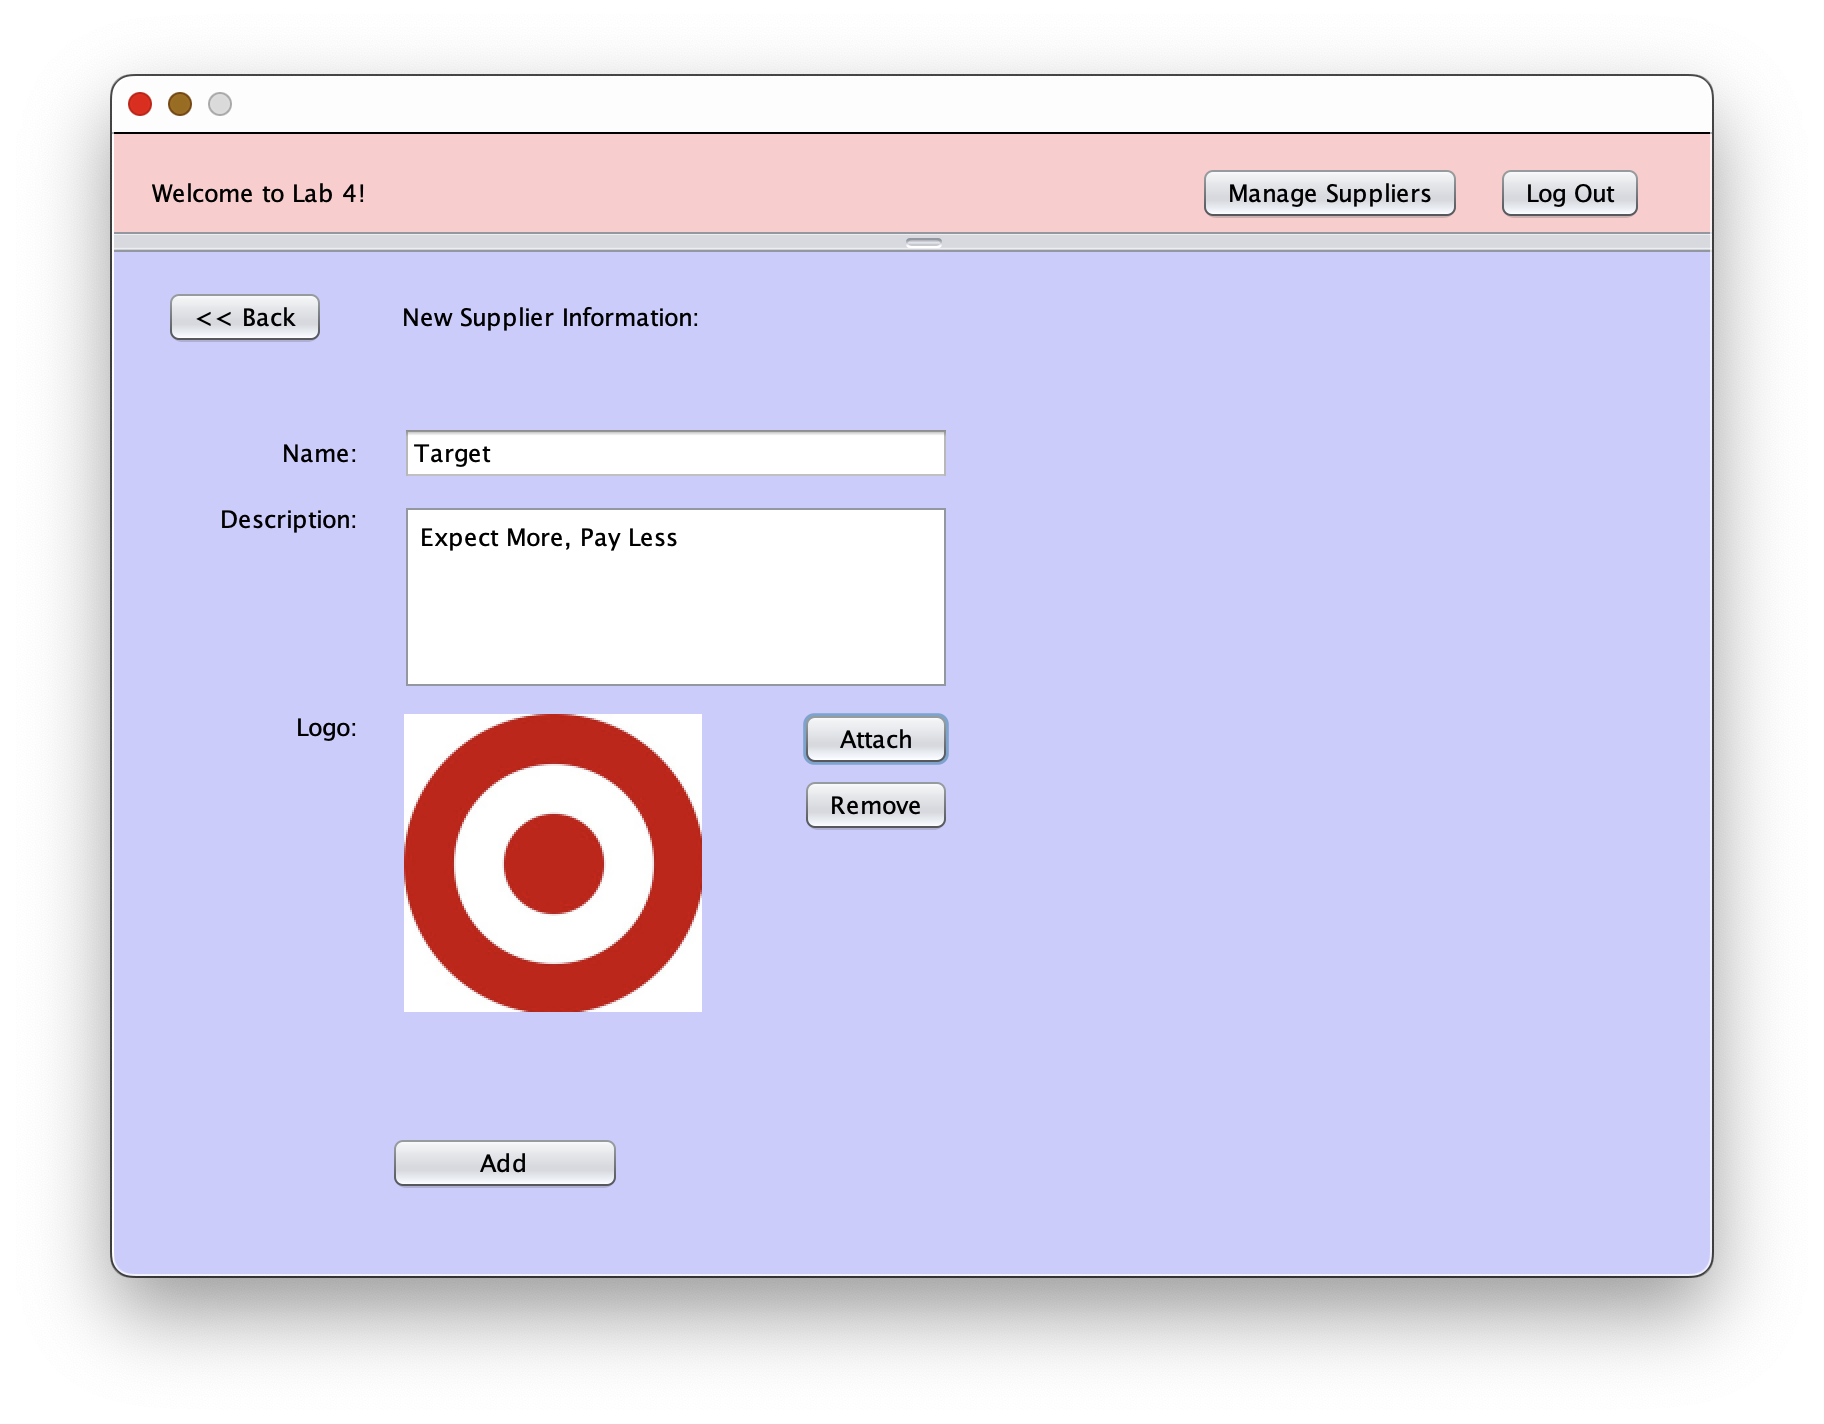 Welcome to Lab 4!
Manage Suppliers
Log Out
<< Back
New Supplier Information:
Name:
Target
Description:
Expect More, Pay Less
Logo:
Attach
Remove
Add